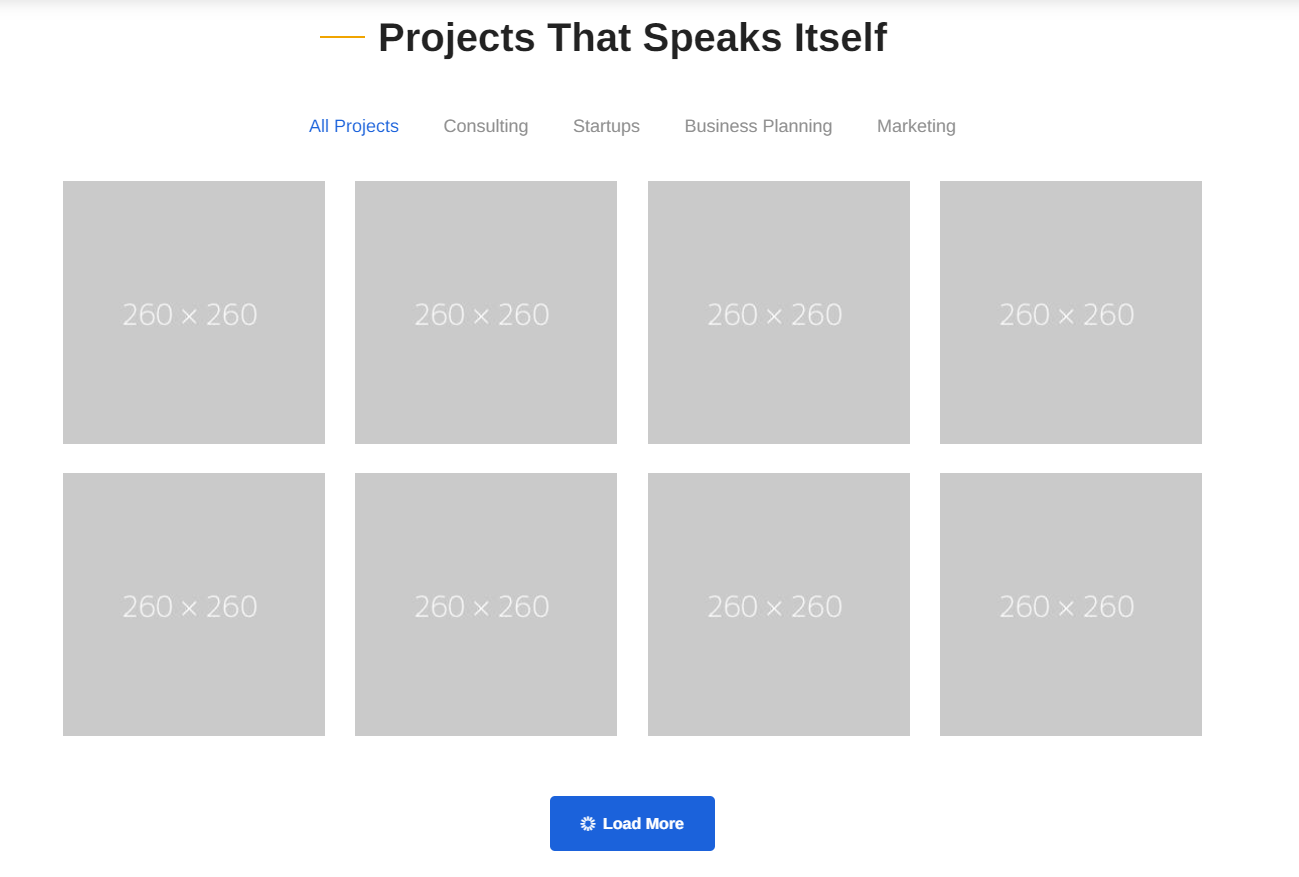 Projects That Speaks Itself
All Projects Consulting Startups Business Planning Marketing
260 × 260 260 × 260 260 × 260 260 × 260
260 × 260 260 × 260 260 × 260 260 × 260
Load More